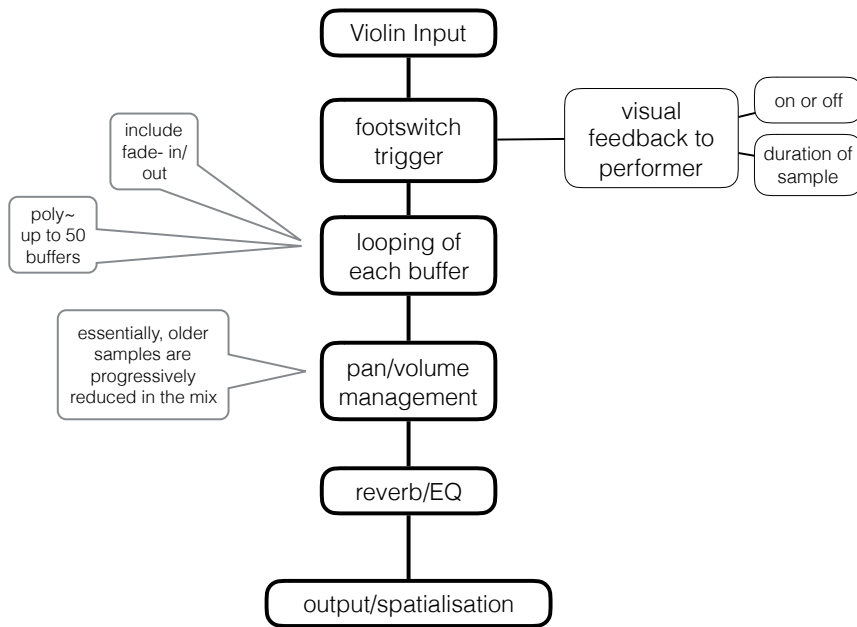 Violin Input
footswitch
trigger
visual
feedback to
performer
on or off
duration of
sample
include
fade- in/
out
poly~
up to 50
buffers
looping of
each buffer
essentially, older
samples are
progressively
reduced in the mix
pan/volume
management
reverb/EQ
output/spatialisation